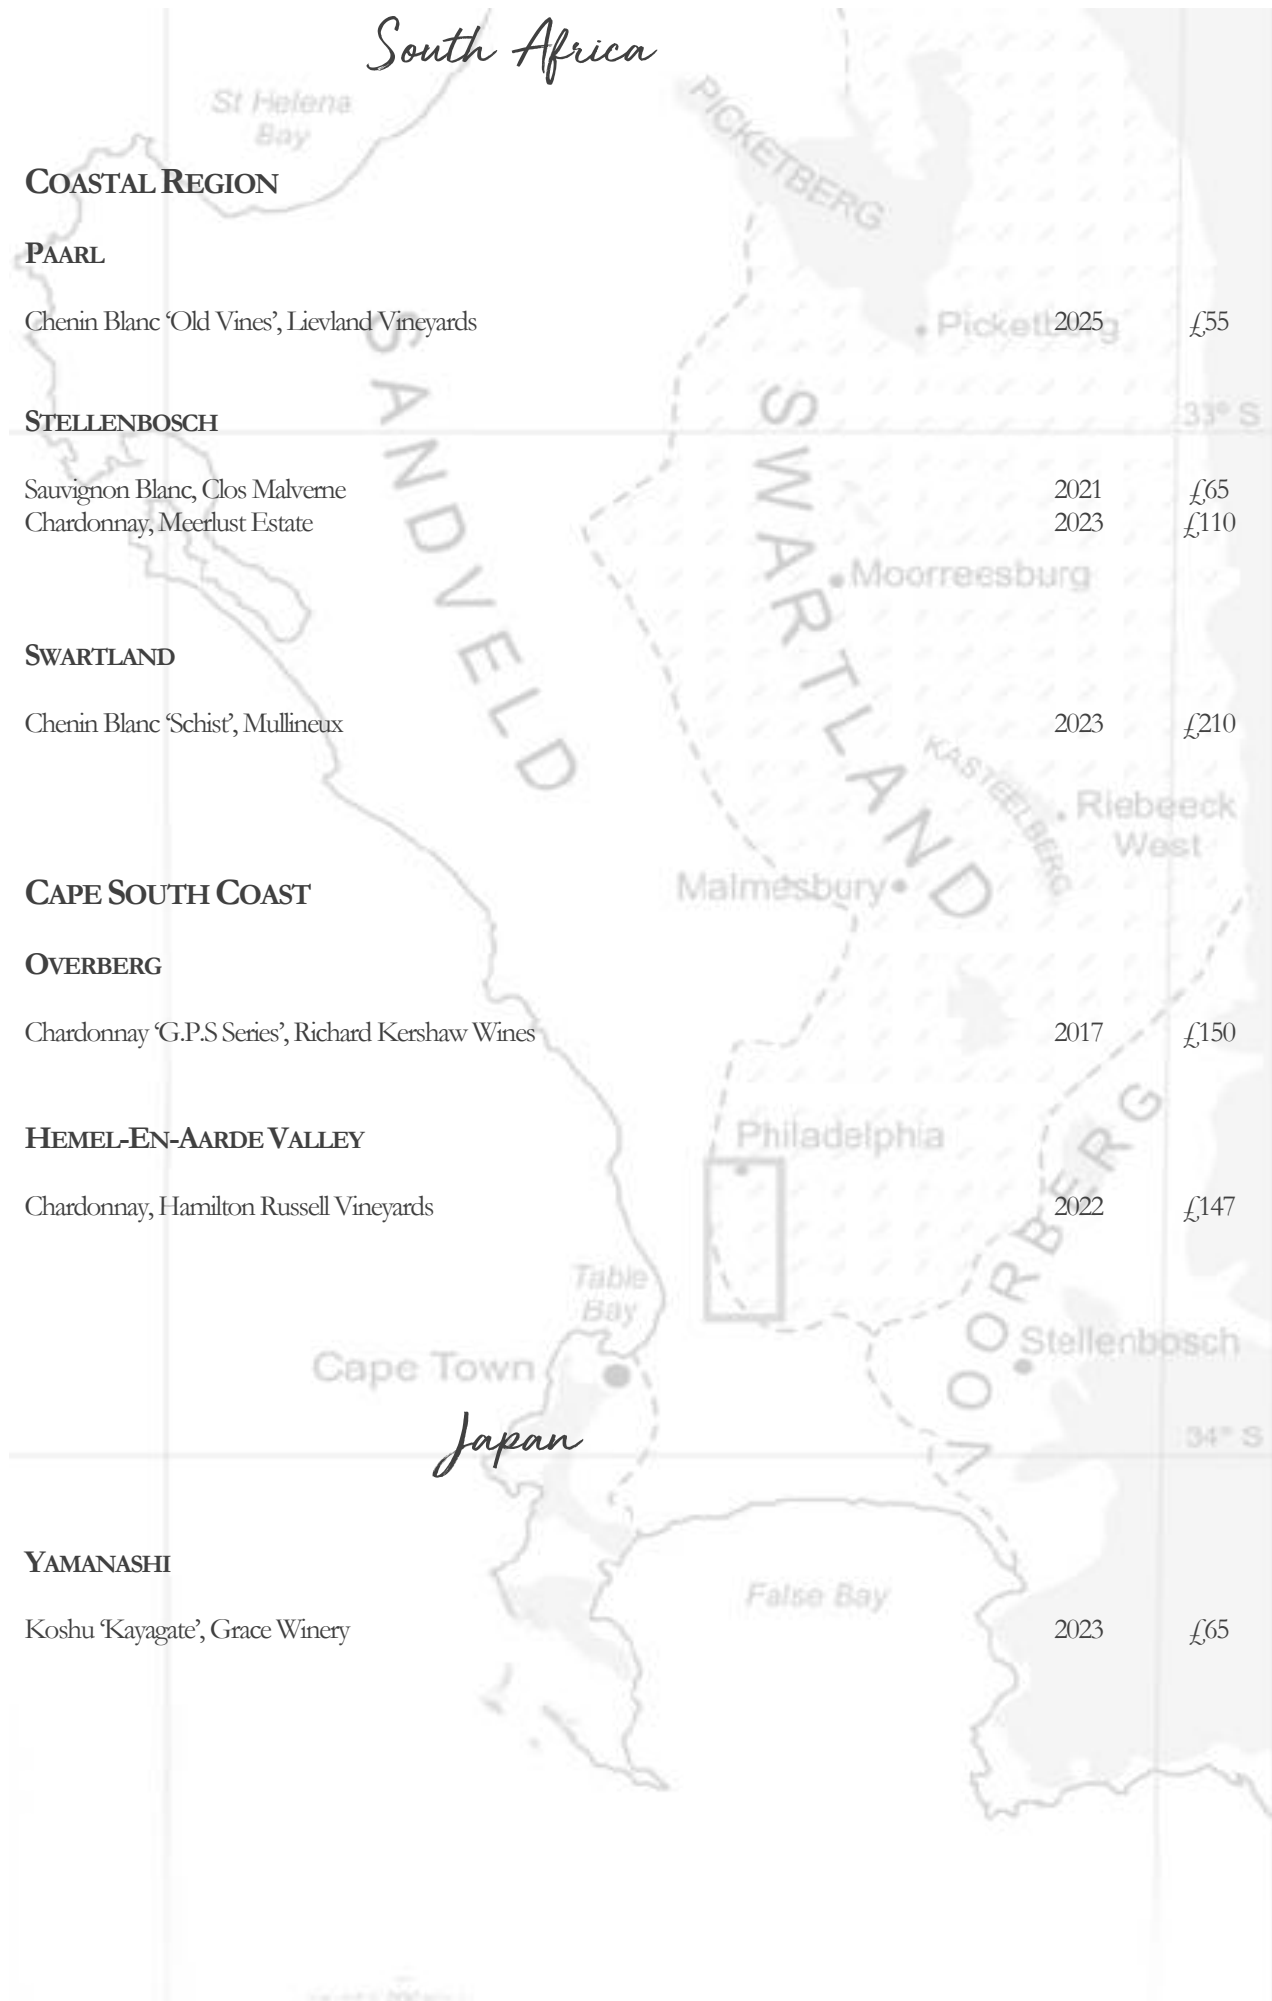 South Africa
St Helena
Bay
PICKETBERG
COASTAL REGION
PAARL
Chenin Blanc ‘Old Vines’, Lievland Vineyards 2025 £55
Picketberg
SANDVELD
SWARTLAND
STELLENBOSCH
33° S
Sauvignon Blanc, Clos Malverne 2021 £65
Chardonnay, Meerlust Estate 2023 £110
Moorreesburg
SWARTLAND
Chenin Blanc ‘Schist’, Mullineux 2023 £210
KASTEELBERG
Riebeeck
West
Malmesbury
CAPE SOUTH COAST
OVERBERG
Chardonnay ‘G.P.S Series’, Richard Kershaw Wines 2017 £150
VOORBERG
Philadelphia
HEMEL-EN-AARDE VALLEY
Chardonnay, Hamilton Russell Vineyards 2022 £147
Table
Bay
Stellenbosch
Cape Town
Japan
34° S
YAMANASHI
False Bay
Koshu ‘Kayagate’, Grace Winery 2023 £65